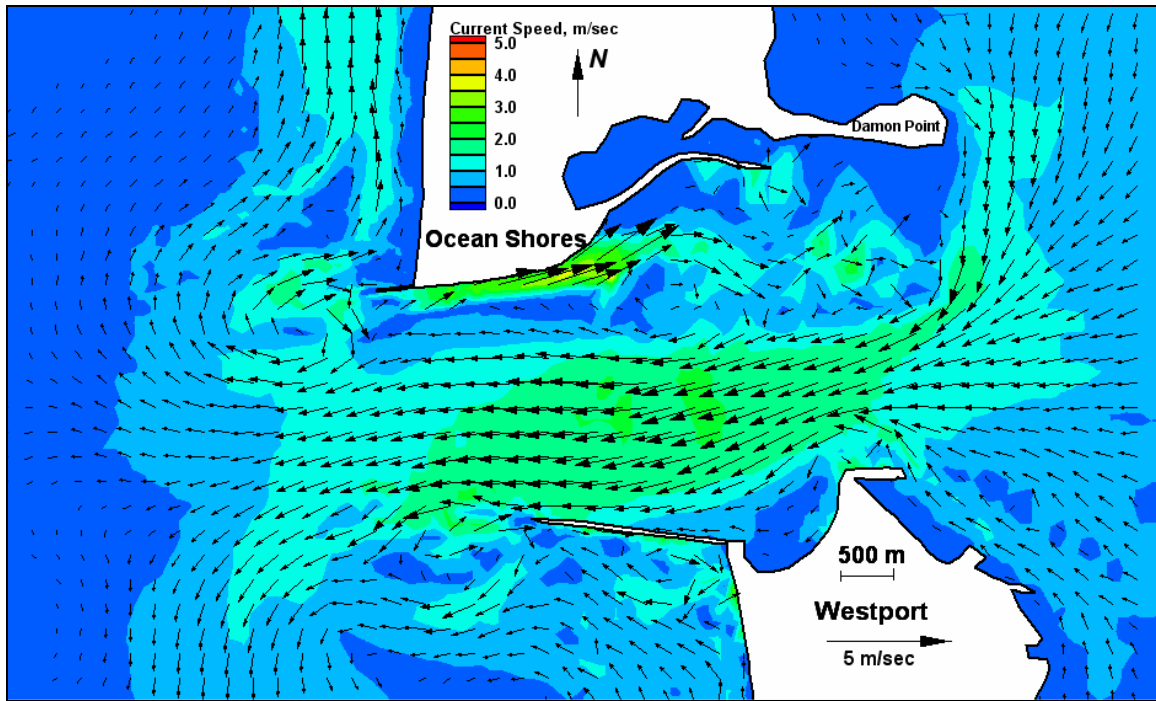 Current Speed, m/sec
5.0
4.0
3.0
2.0
1.0
0.0
N
Damon Point
Ocean Shores
500 m
Westport
5 m/sec